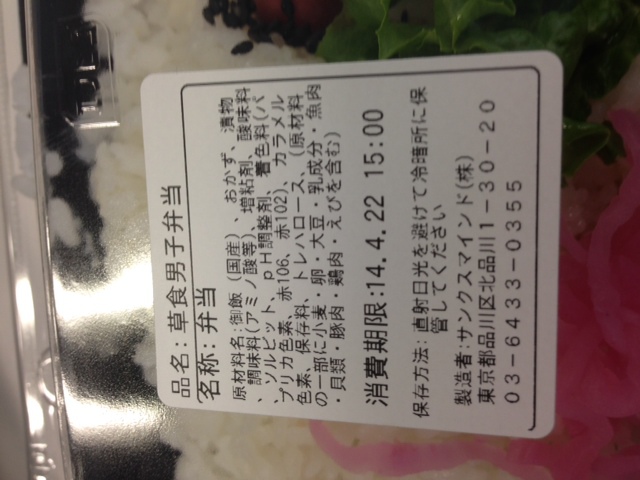 品名:草食男子弁当
名称:弁当
原材料名:御飯(国産)、おかず、漬物
、調味料(アミノ酸等)、増粘剤、酸味料
、ソルビット、pH調整剤、着色料(パ
プリカ色素、赤106、赤102)、カラメル
色素、保存料、トレハロース、(原材料
の一部に小麦・卵・大豆・乳成分・魚肉
・貝類・豚肉・鶏肉・えびを含む)
消費期限:14.4.22 15:00
保存方法:直射日光を避けて冷暗所に保
管してください
製造者:サンクスマインド(株)
東京都品川区北品川1-30-20
03-6433-0355